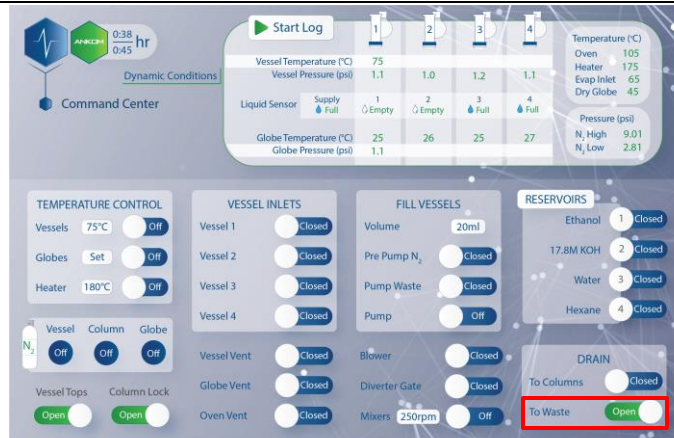 ANKOM 0:38 0:45 hr
Dynamic Conditions
Command Center
Start Log 1 2 3 4
Vessel Temperature (°C) 75
Vessel Pressure (psi) 1.1 1.0 1.2 1.1
Liquid Sensor Supply 1 2 3 4
Full Empty Empty Full Full
Globe Temperature (°C) 25 26 25 27
Globe Pressure (psi) 1.1
Temperature (°C)
Oven 105
Heater 175
Evap Inlet 65
Dry Globe 45
Pressure (psi)
N2 High 9.01
N2 Low 2.81
TEMPERATURE CONTROL
Vessels 75°C Off
Globes Set Off
Heater 180°C Off
Vessel Column Globe
N2 Off Off Off
Vessel Tops Column Lock
Open Open
VESSEL INLETS
Vessel 1 Closed
Vessel 2 Closed
Vessel 3 Closed
Vessel 4 Closed
Vessel Vent Closed
Globe Vent Closed
Oven Vent Closed
FILL VESSELS
Volume 20ml
Pre Pump N2 Closed
Pump Waste Closed
Pump Off
Blower Closed
Diverter Gate Closed
Mixers 250rpm Off
RESERVOIRS
Ethanol 1 Closed
17.8M KOH 2 Closed
Water 3 Closed
Hexane 4 Closed
DRAIN
To Columns Closed
To Waste Open